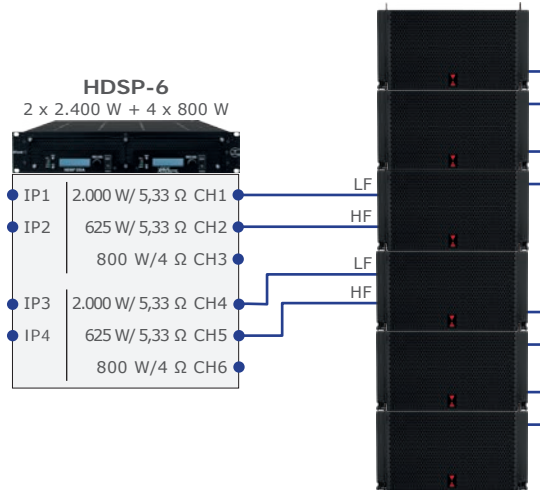 HDSP-6
2 x 2.400 W + 4 x 800 W
IP1 2.000 W/ 5,33 Ω CH1
LF
IP2 625 W/ 5,33 Ω CH2
HF
800 W/4 Ω CH3
LF
HF
IP3 2.000 W/ 5,33 Ω CH4
IP4 625 W/ 5,33 Ω CH5
800 W/4 Ω CH6